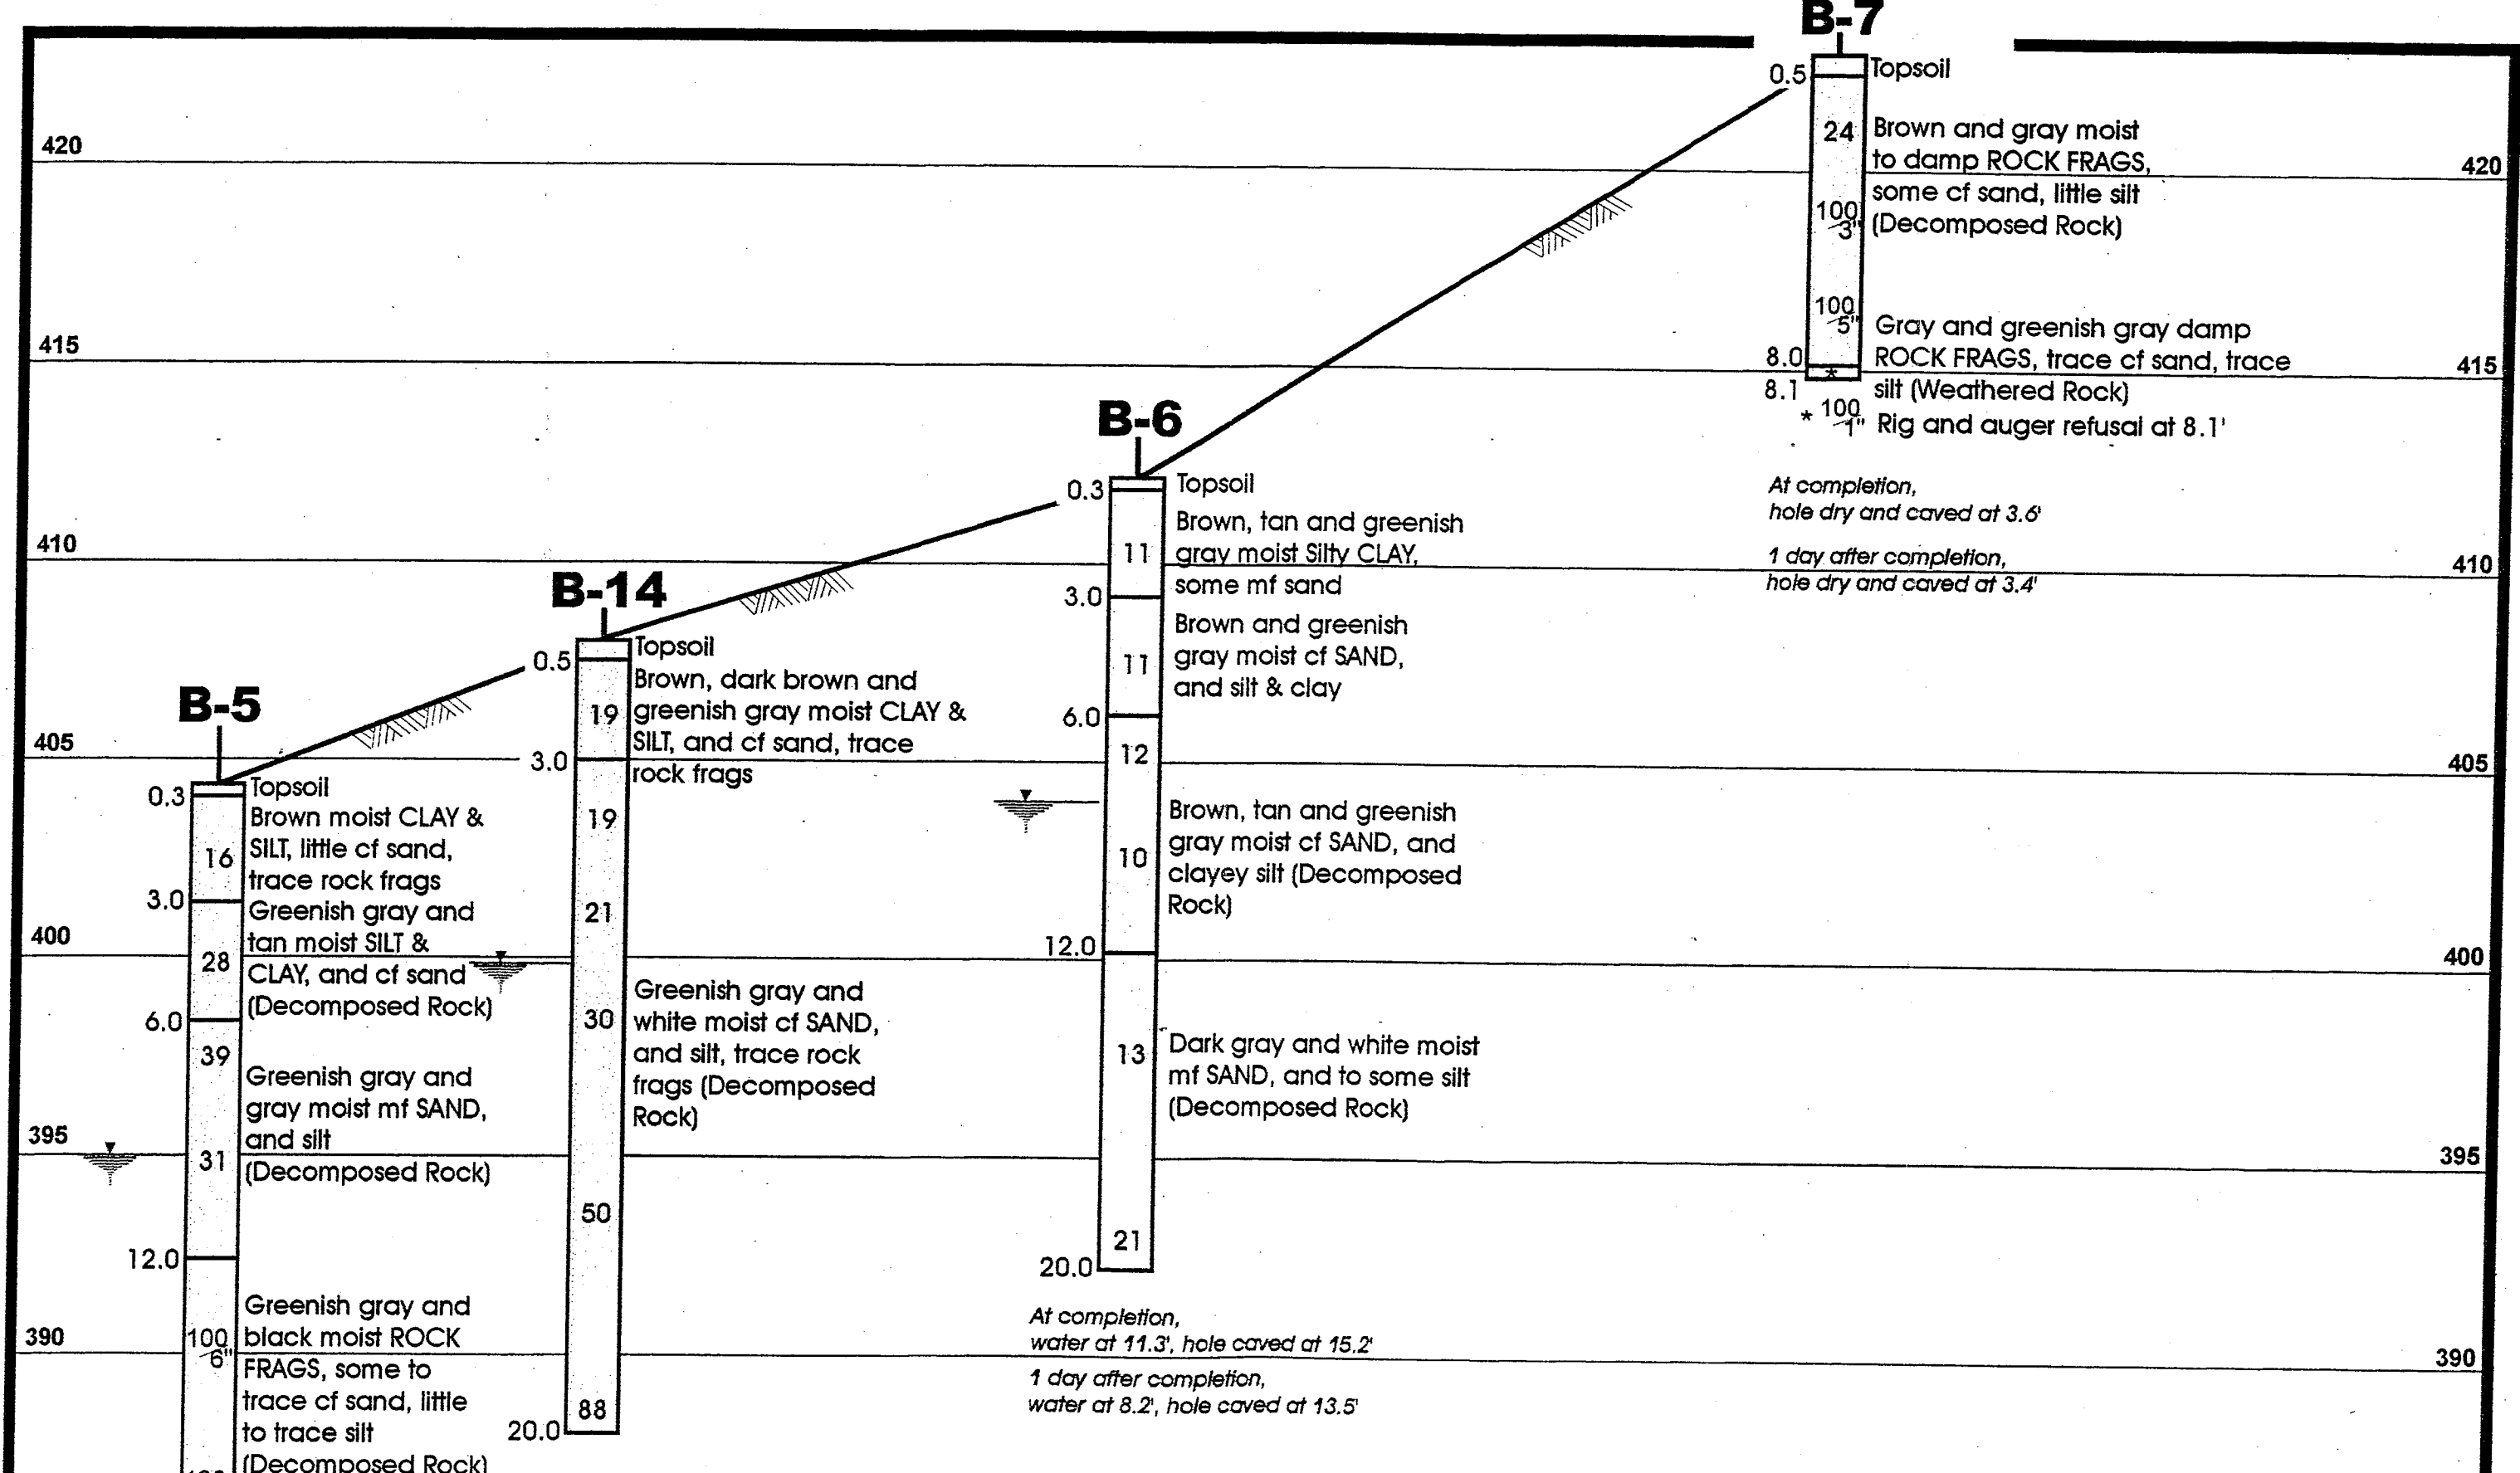 B-7
0.5
Topsoil
24
Brown and gray moist
to damp ROCK FRAGS,
some cf sand, little silt
(Decomposed Rock)
100
3"
100
5"
Gray and greenish gray damp
8.0
ROCK FRAGS, trace cf sand, trace
*
8.1
silt (Weathered Rock)
* 100
1"
Rig and auger refusal at 8.1'
At completion,
hole dry and caved at 3.6'
1 day after completion,
hole dry and caved at 3.4'
420
420
415
415
410
410
405
405
400
400
395
395
390
390
B-6
0.3
Topsoil
Brown, tan and greenish
11
gray moist Silty CLAY,
some mf sand
3.0
Brown and greenish
11
gray moist cf SAND,
and silt & clay
6.0
12
Brown, tan and greenish
gray moist cf SAND, and
10
clayey silt (Decomposed
Rock)
12.0
13
Dark gray and white moist
mf SAND, and to some silt
(Decomposed Rock)
21
20.0
At completion,
water at 11.3', hole caved at 15.2'
1 day after completion,
water at 8.2', hole caved at 13.5'
B-14
0.5
Topsoil
Brown, dark brown and
19
greenish gray moist CLAY &
SILT, and cf sand, trace
3.0
rock frags
19
21
Greenish gray and
30
white moist cf SAND,
and silt, trace rock
frags (Decomposed
Rock)
50
88
20.0
B-5
0.3
Topsoil
Brown moist CLAY &
16
SILT, little cf sand,
trace rock frags
3.0
Greenish gray and
tan moist SILT &
28
CLAY, and cf sand
(Decomposed Rock)
6.0
39
Greenish gray and
gray moist mf SAND,
and silt
31
(Decomposed Rock)
12.0
Greenish gray and
100
6"
black moist ROCK
FRAGS, some to
trace cf sand, little
to trace silt
(Decomposed Rock)